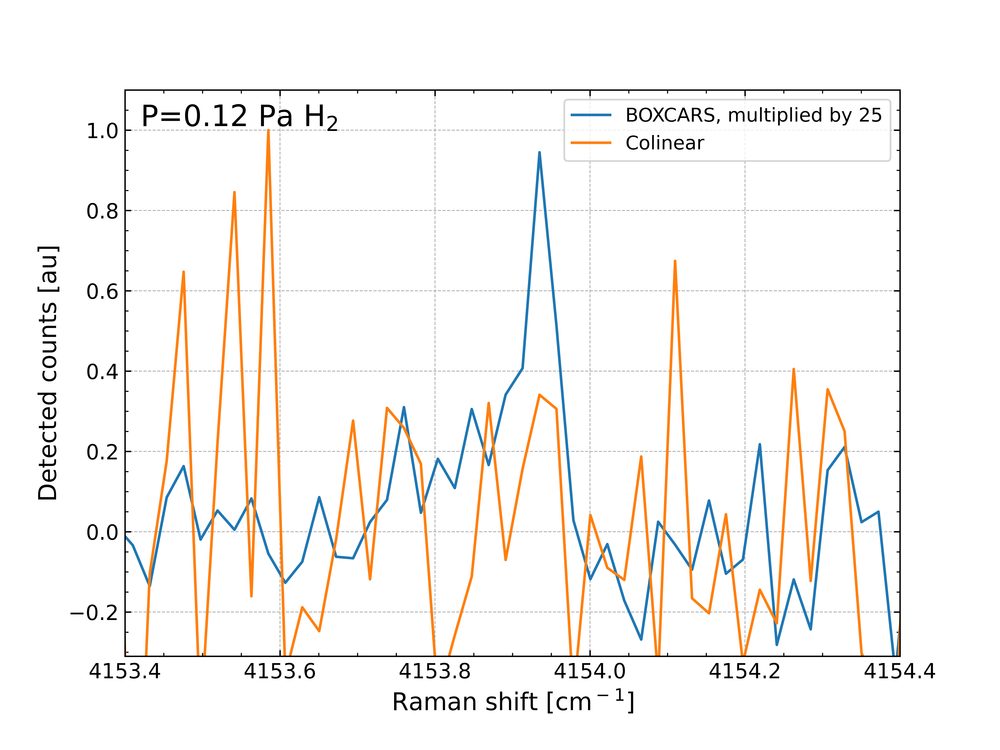 P=0.12 Pa H₂
BOXCARS, multiplied by 25
Colinear
1.0
0.8
0.6
0.4
0.2
0.0
−0.2
Detected counts [au]
4153.4 4153.6 4153.8 4154.0 4154.2 4154.4
Raman shift [cm⁻¹]